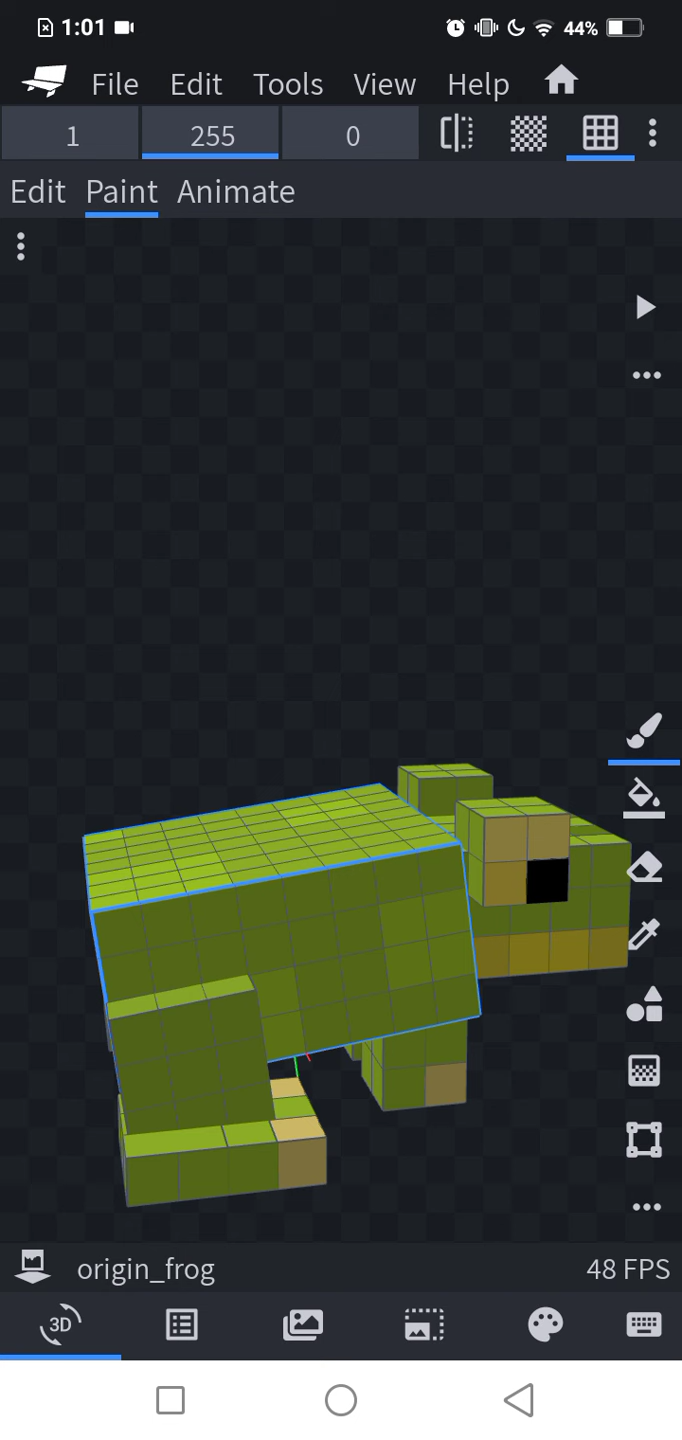 1:01 44%
File Edit Tools View Help
1 255 0
Edit Paint Animate
origin_frog 48 FPS
3D